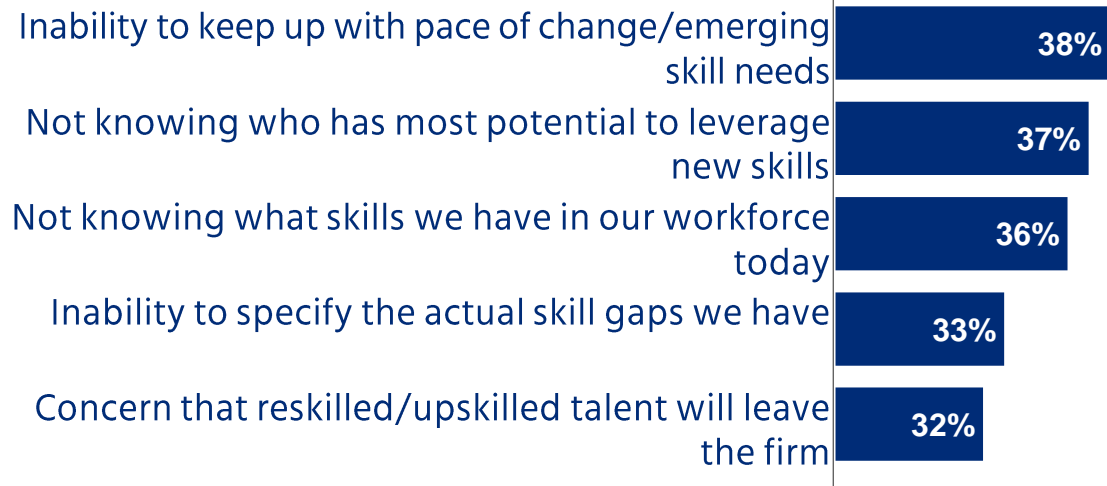 Inability to keep up with pace of change/emerging
skill needs
38%
Not knowing who has most potential to leverage
new skills
37%
Not knowing what skills we have in our workforce
today
36%
Inability to specify the actual skill gaps we have
33%
Concern that reskilled/upskilled talent will leave
the firm
32%